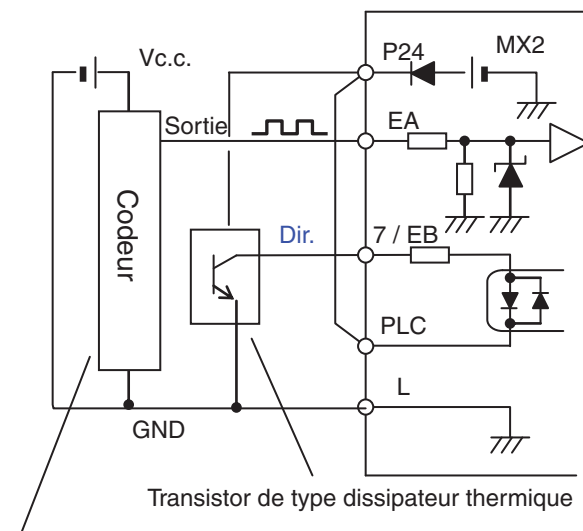 P24
MX2
Vc.c.
Sortie
EA
Codeur
Dir.
7 / EB
PLC
L
GND
Transistor de type dissipateur thermique